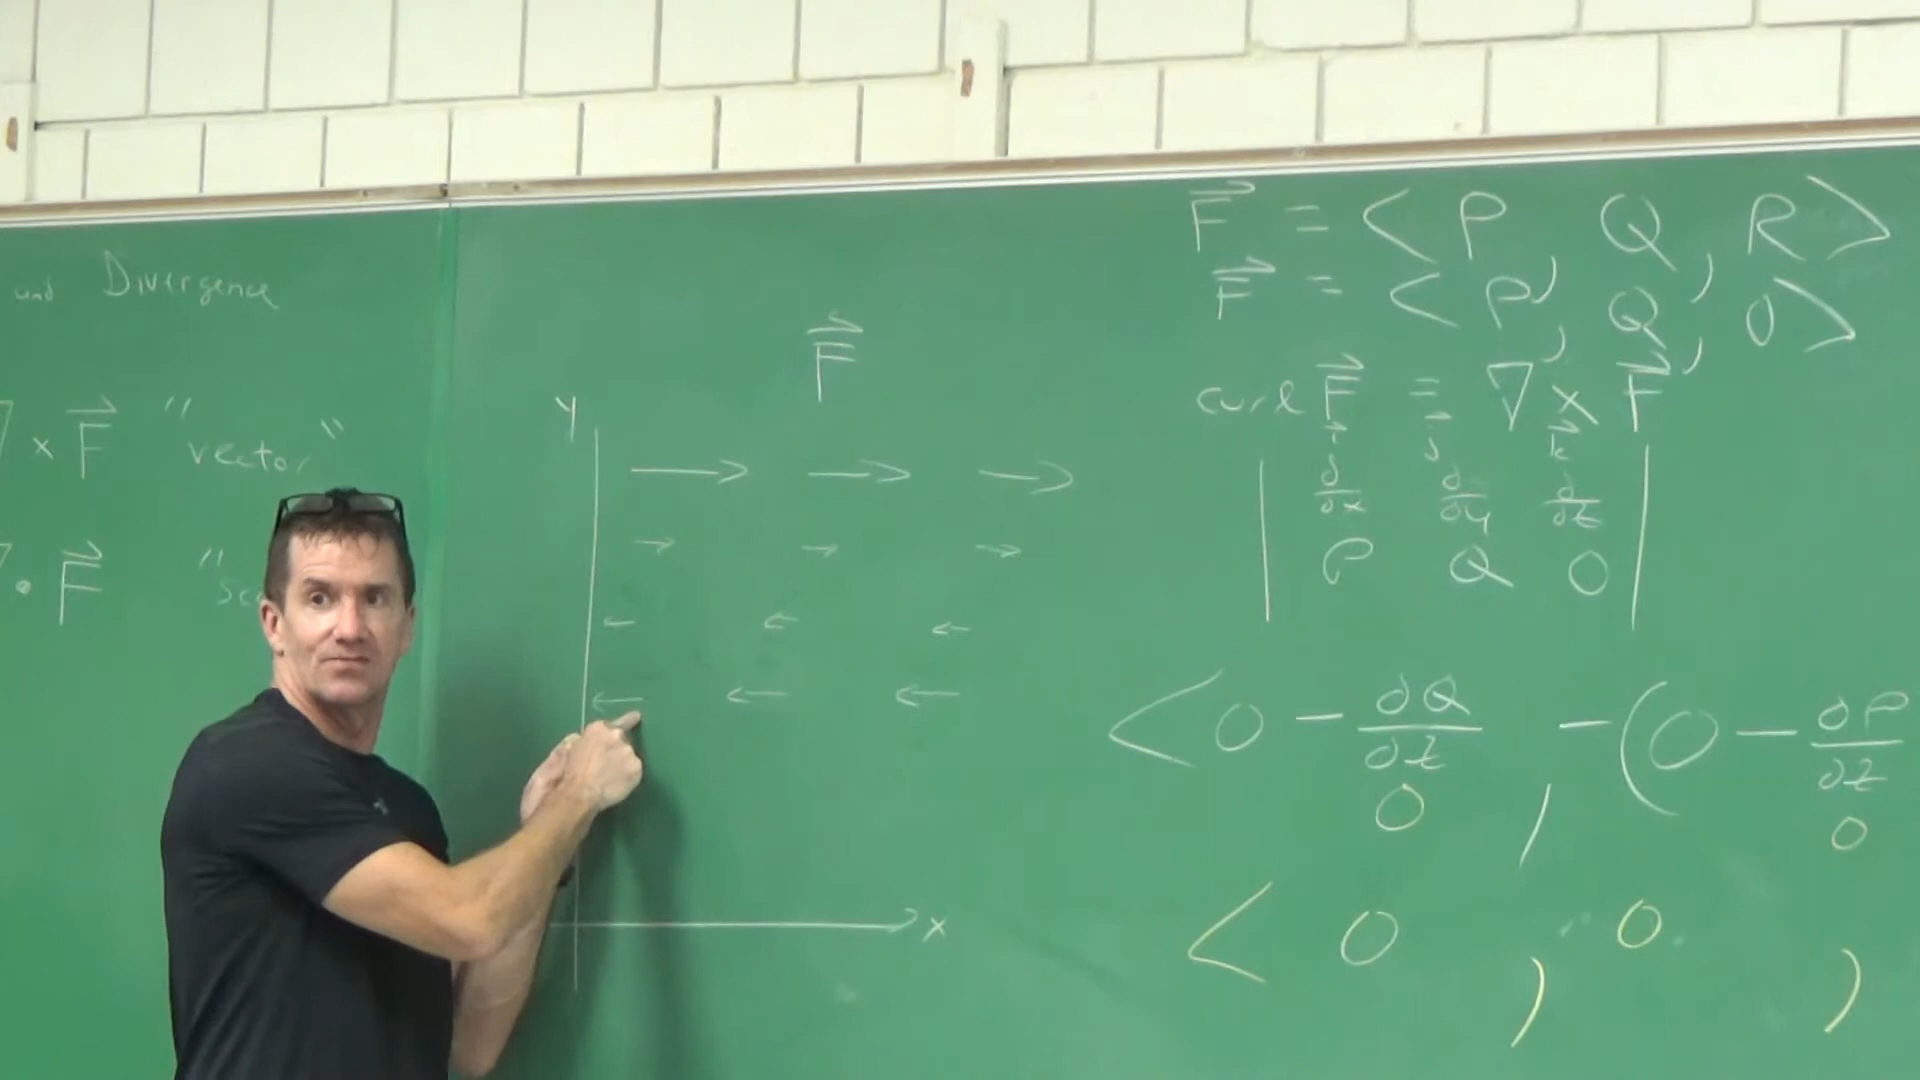 and Divergence
∇ × F⃗ "vector"
· F⃗ "sc
F⃗
y
x
F⃗ = <P, Q, R>
F⃗ = <P, Q, 0>
curl F⃗ = ∇ × F⃗
| i⃗ j⃗ k⃗ |
| ∂/∂x ∂/∂y ∂/∂z |
| P Q 0 |
<0 - ∂Q/∂z, -(0 - ∂P/∂z
0 0
< 0 , 0 ,